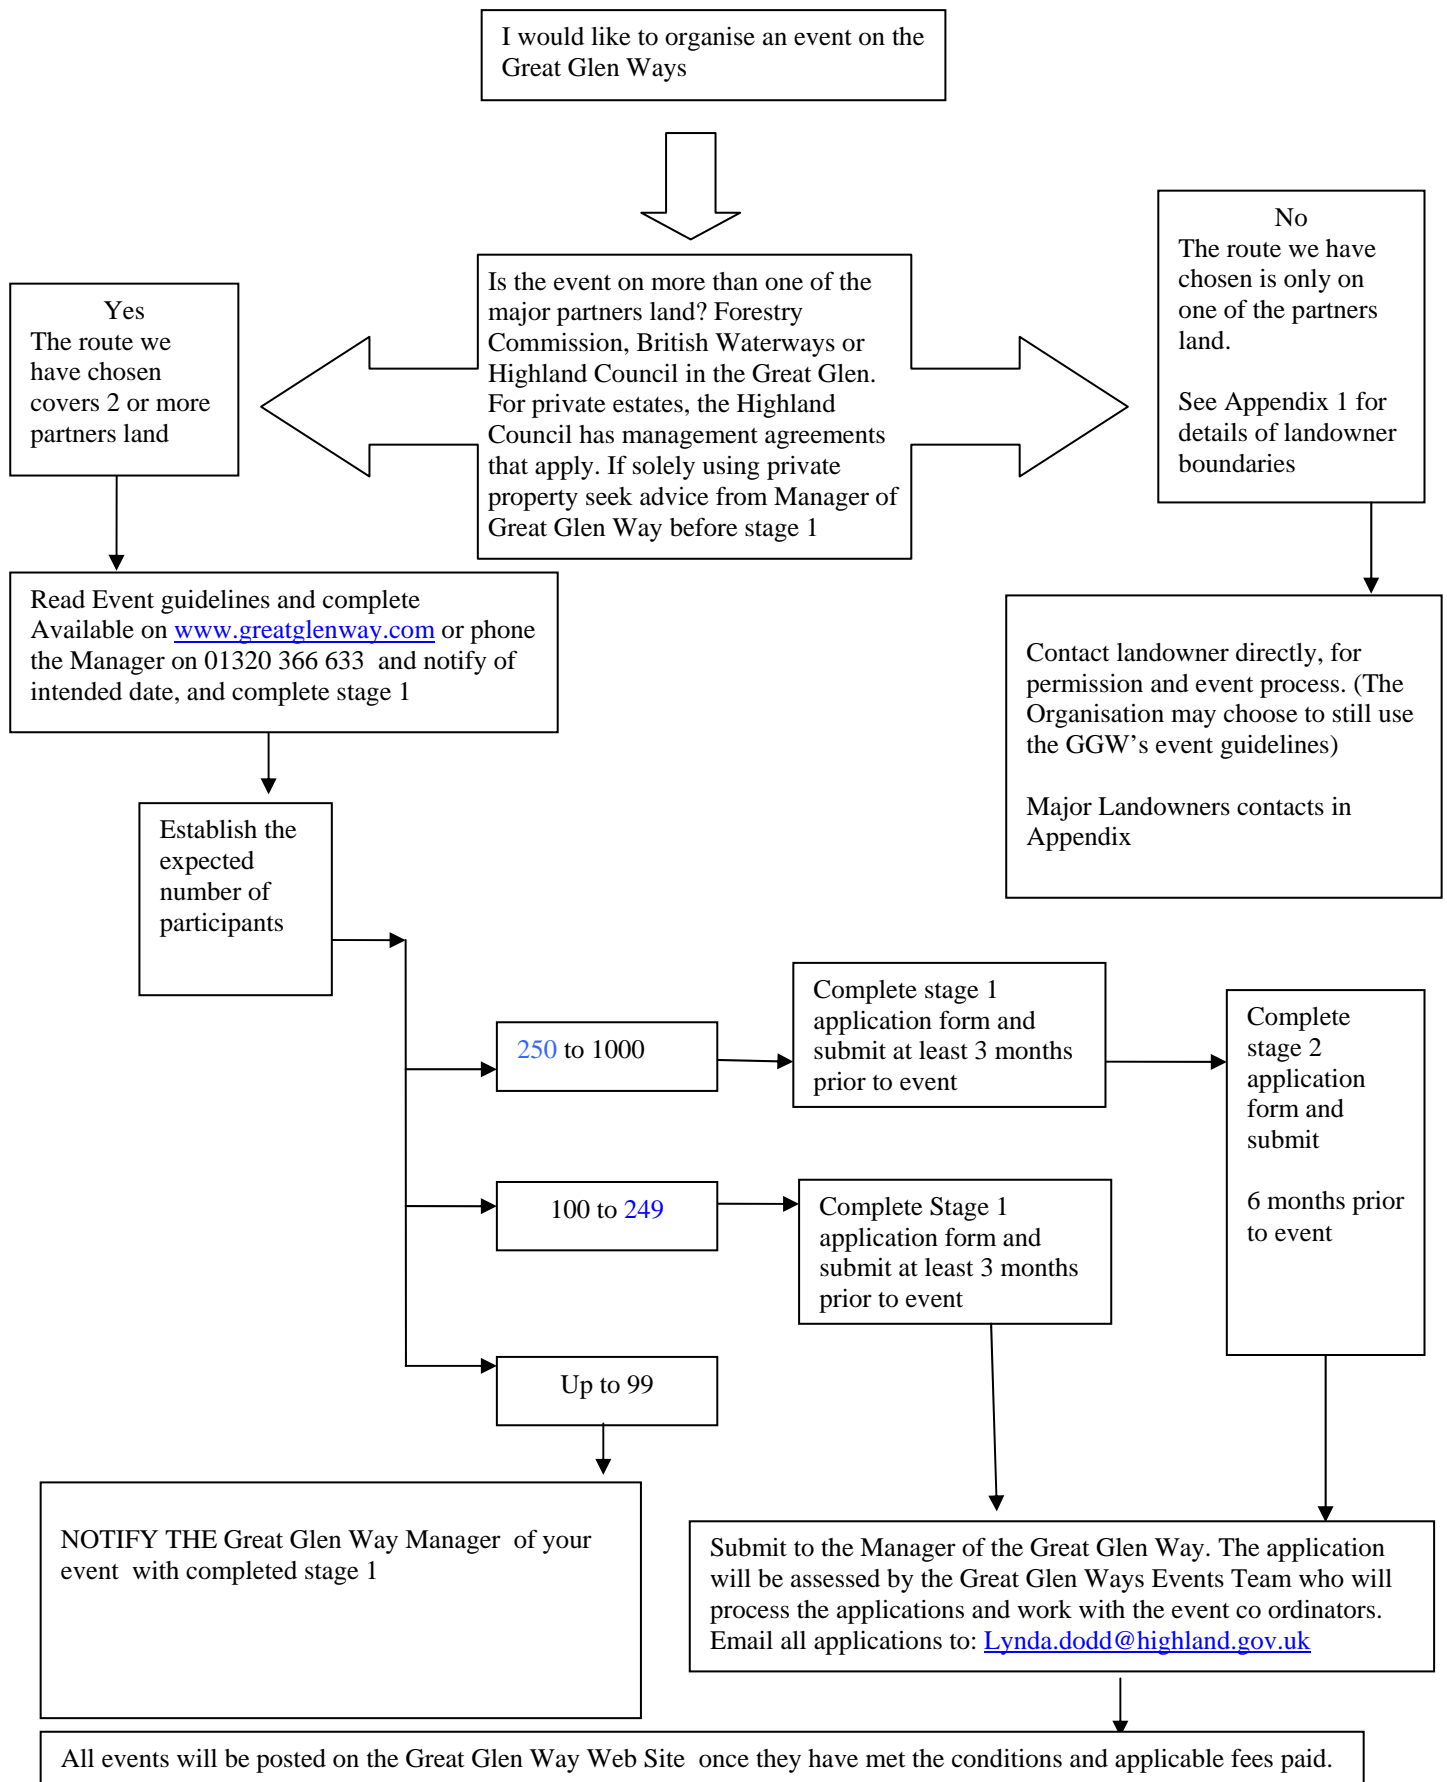 I would like to organise an event on the
Great Glen Ways
No
The route we have
chosen is only on
one of the partners
land.
See Appendix 1 for
details of landowner
boundaries
Is the event on more than one of the
major partners land? Forestry
Commission, British Waterways or
Highland Council in the Great Glen.
For private estates, the Highland
Council has management agreements
that apply. If solely using private
property seek advice from Manager of
Great Glen Way before stage 1
Yes
The route we
have chosen
covers 2 or more
partners land
Read Event guidelines and complete
Available on www.greatglenway.com or phone
the Manager on 01320 366 633 and notify of
intended date, and complete stage 1
Contact landowner directly, for
permission and event process. (The
Organisation may choose to still use
the GGW’s event guidelines)
Major Landowners contacts in
Appendix
Establish the
expected
number of
participants
250 to 1000
Complete stage 1
application form and
submit at least 3 months
prior to event
Complete
stage 2
application
form and
submit
6 months prior
to event
100 to 249
Complete Stage 1
application form and
submit at least 3 months
prior to event
Up to 99
NOTIFY THE Great Glen Way Manager of your
event with completed stage 1
Submit to the Manager of the Great Glen Way. The application
will be assessed by the Great Glen Ways Events Team who will
process the applications and work with the event co ordinators.
Email all applications to: Lynda.dodd@highland.gov.uk
All events will be posted on the Great Glen Way Web Site once they have met the conditions and applicable fees paid.